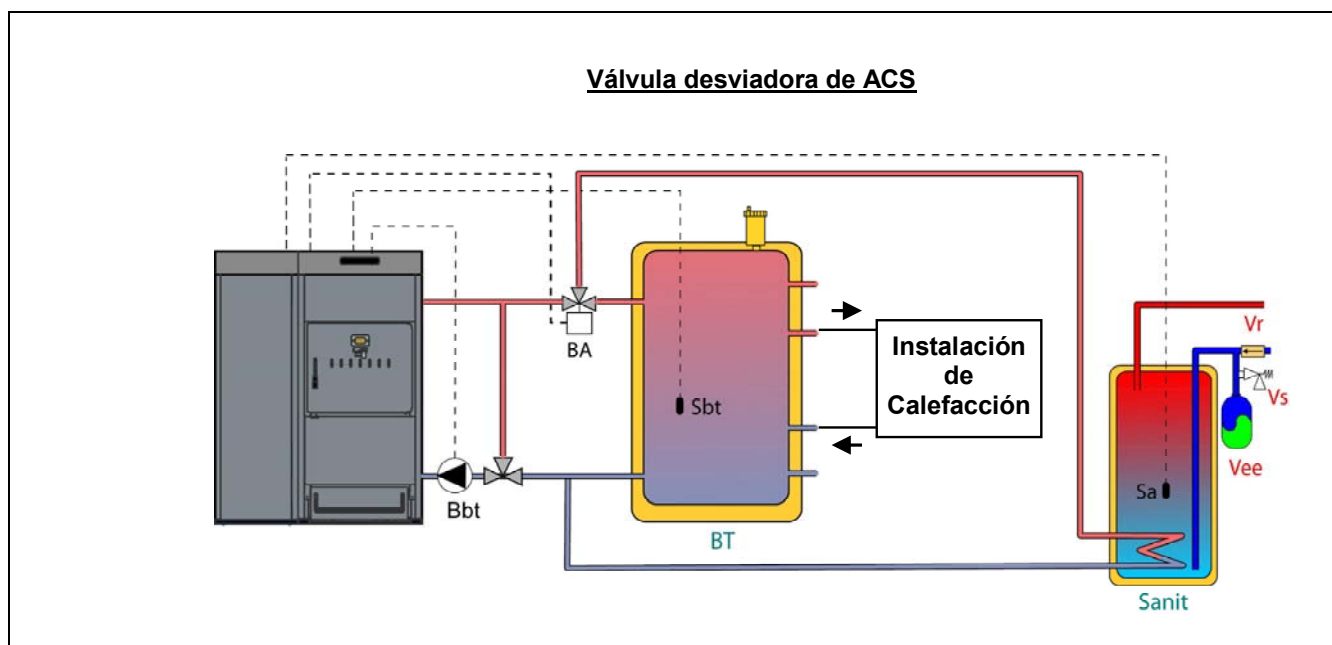 Válvula desviadora de ACS
BA
Sbt
Instalación
de
Calefacción
Vr
Vs
Vee
Sa
Bbt
BT
Sanit